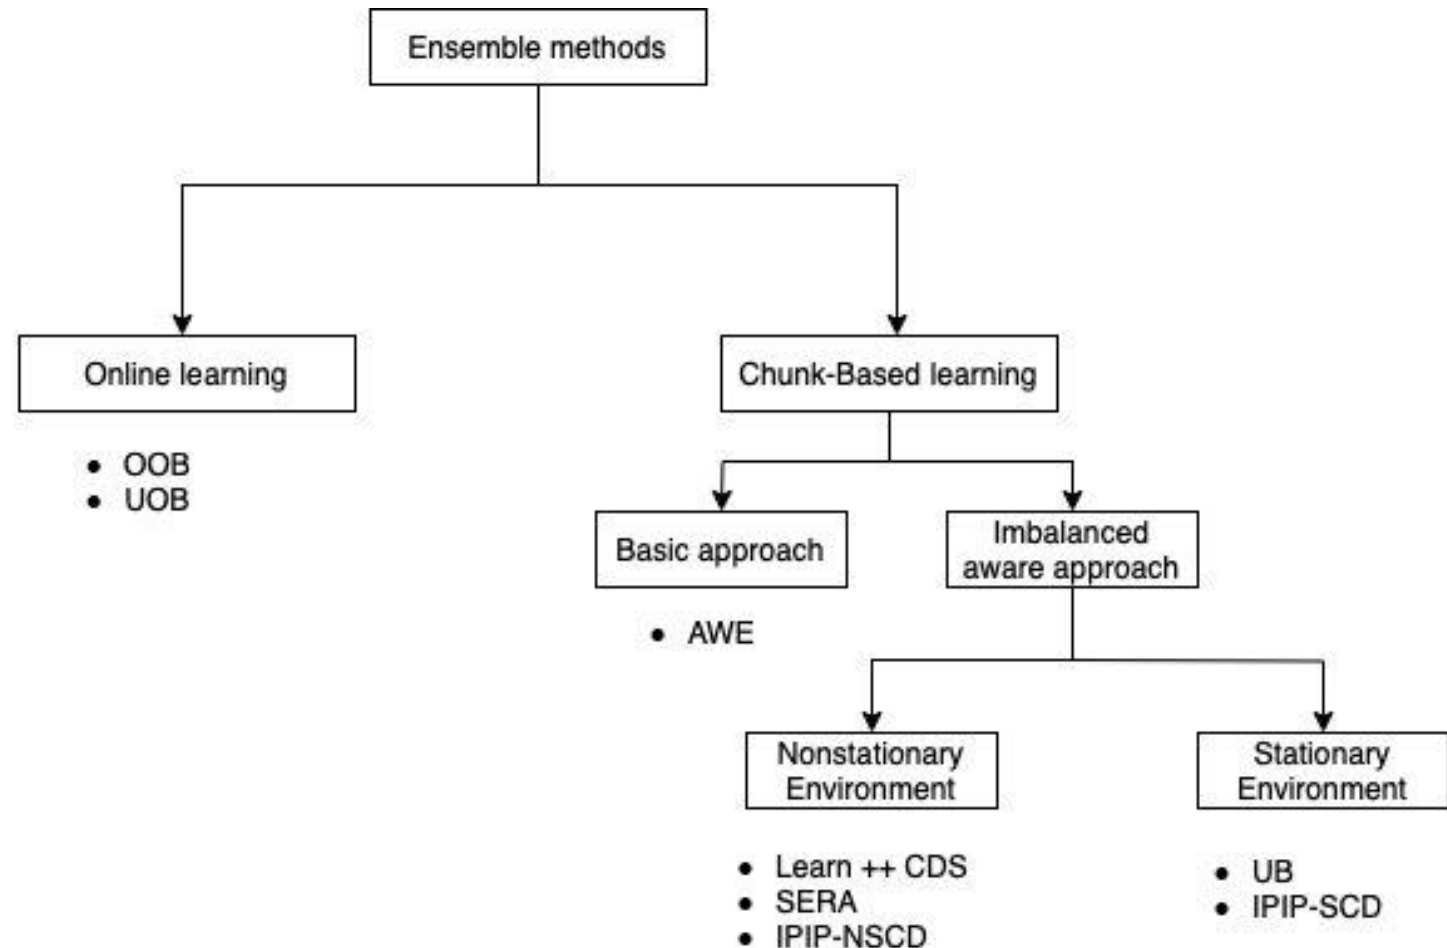 Ensemble methods
Online learning
Chunk-Based learning
• OOB
• UOB
Basic approach
Imbalanced
aware approach
• AWE
Nonstationary
Environment
Stationary
Environment
• Learn ++ CDS
• SERA
• IPIP-NSCD
• UB
• IPIP-SCD